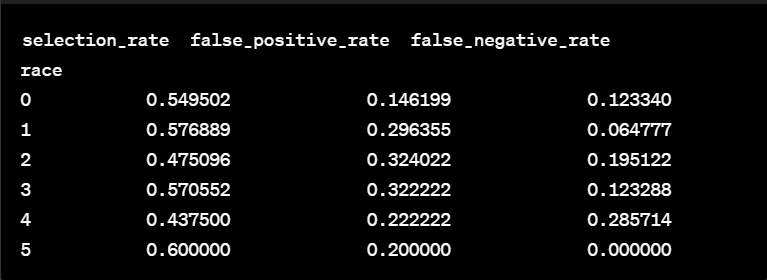 selection_rate false_positive_rate false_negative_rate
race
0 0.549502 0.146199 0.123340
1 0.576889 0.296355 0.064777
2 0.475096 0.324022 0.195122
3 0.570552 0.322222 0.123288
4 0.437500 0.222222 0.285714
5 0.600000 0.200000 0.000000